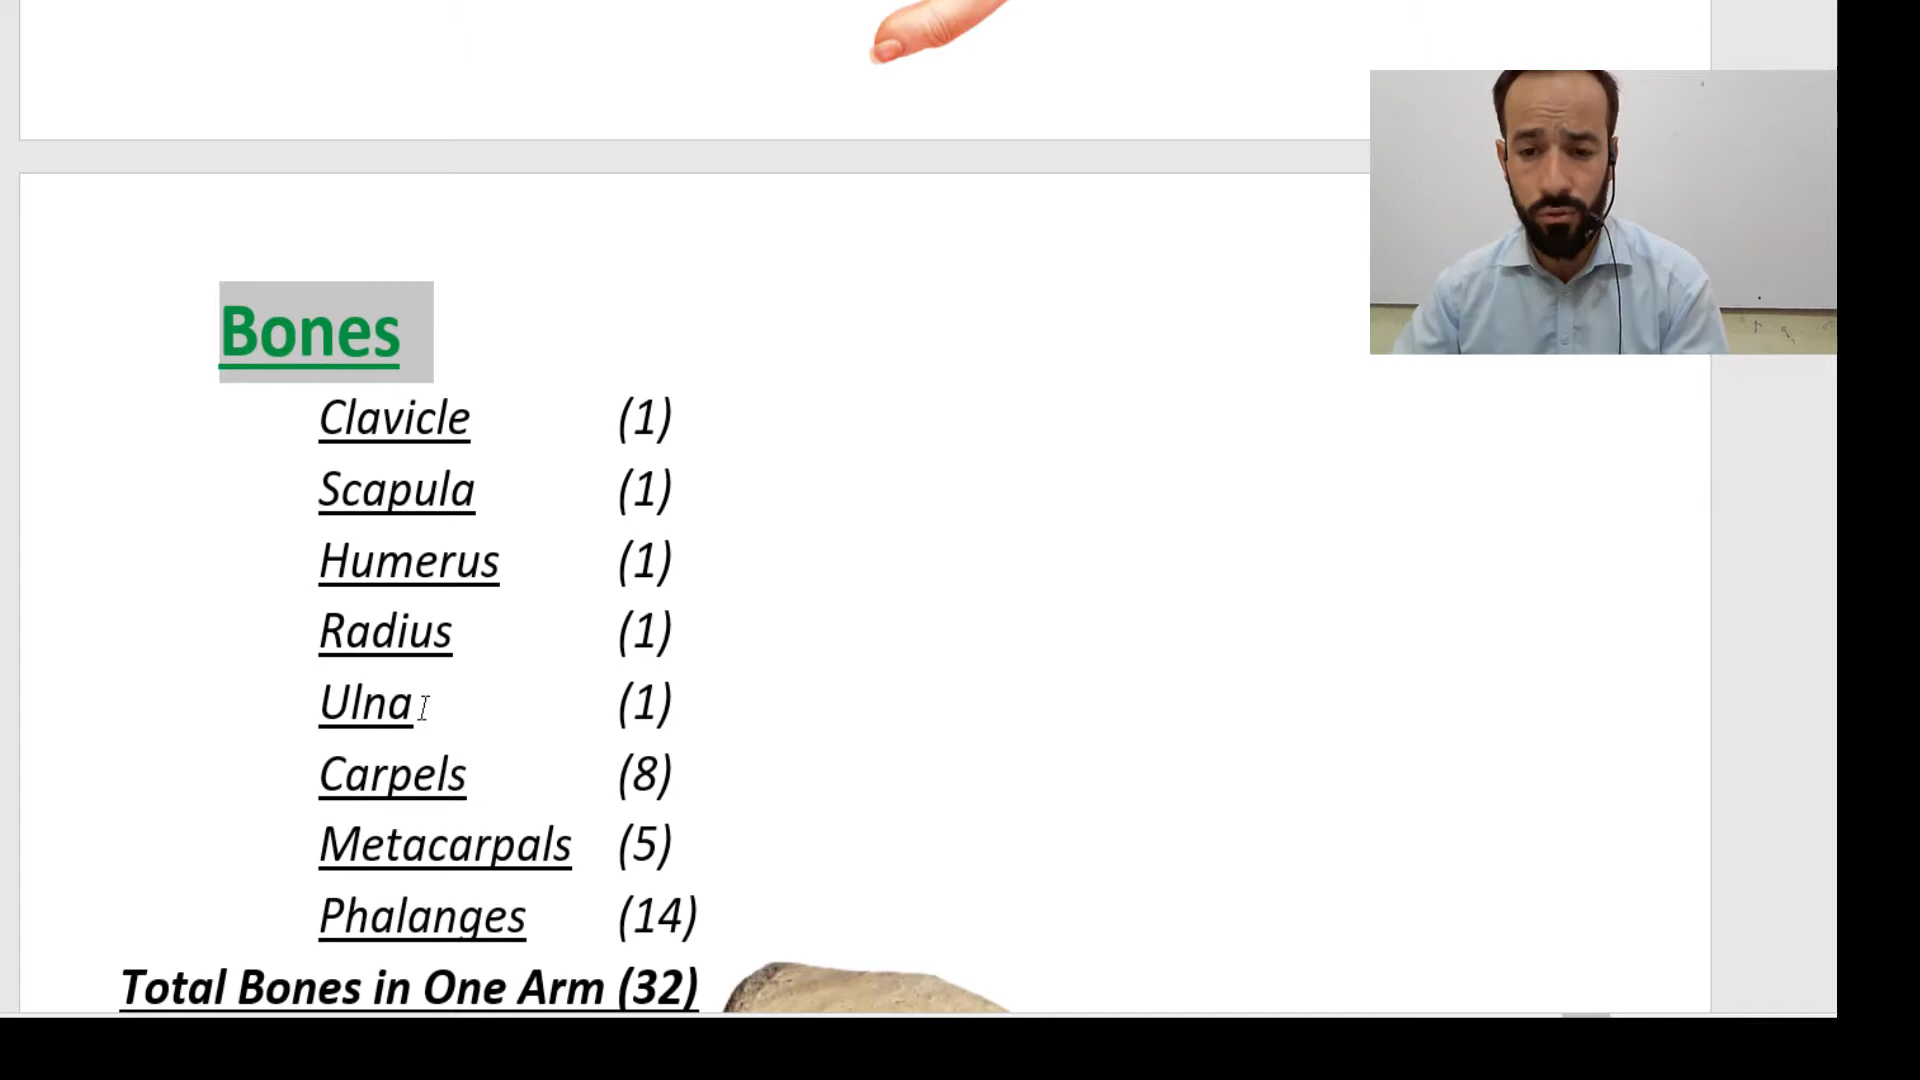 Bones
Clavicle (1)
Scapula (1)
Humerus (1)
Radius (1)
Ulna (1)
Carpels (8)
Metacarpals (5)
Phalanges (14)
Total Bones in One Arm (32)